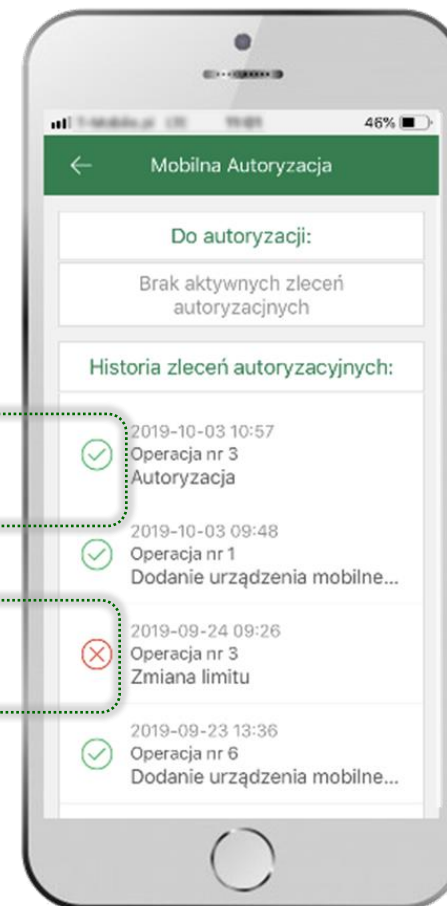 46%
Mobilna Autoryzacja
Do autoryzacji:
Brak aktywnych zleceń
autoryzacjnych
Historia zleceń autoryzacyjnych:
2019-10-03 10:57
Operacja nr 3
Autoryzacja
2019-10-03 09:48
Operacja nr 1
Dodanie urządzenia mobilne...
2019-09-24 09:26
Operacja nr 3
Zmiana limitu
2019-09-23 13:36
Operacja nr 6
Dodanie urządzenia mobilne...